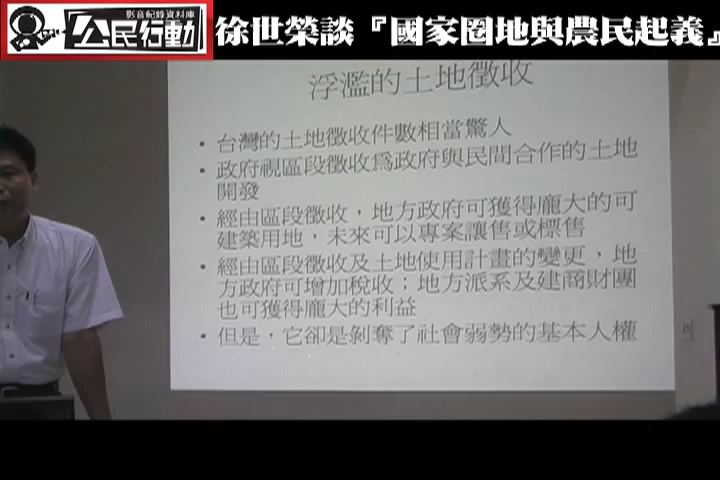 影音紀錄資料庫
公民行動
徐世榮談『國家圈地與農民起義』
浮濫的土地徵收
• 台灣的土地徵收件數相當驚人
• 政府視區段徵收為政府與民間合作的土地
開發
• 經由區段徵收，地方政府可獲得龐大的可
建築用地，未來可以專案讓售或標售
• 經由區段徵收及土地使用計畫的變更，地
方政府可增加稅收；地方派系及建商財團
也可獲得龐大的利益
• 但是，它卻是剝奪了社會弱勢的基本人權